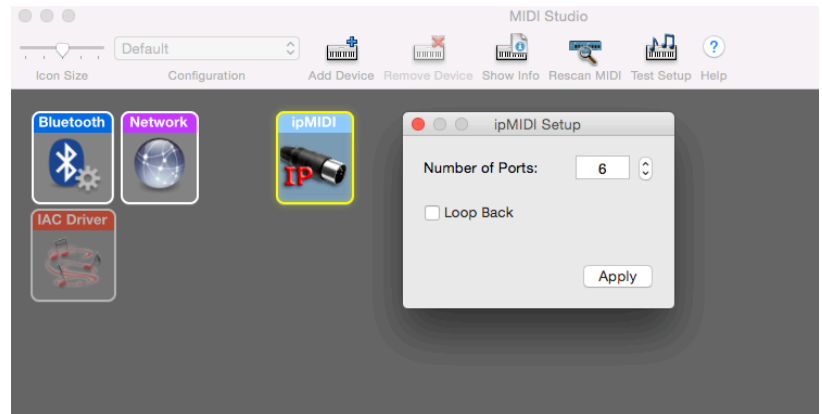 MIDI Studio
Default
Icon Size Configuration Add Device Remove Device Show Info Rescan MIDI Test Setup Help
Bluetooth Network ipMIDI
IP
IAC Driver
ipMIDI Setup
Number of Ports: 6
Loop Back
Apply